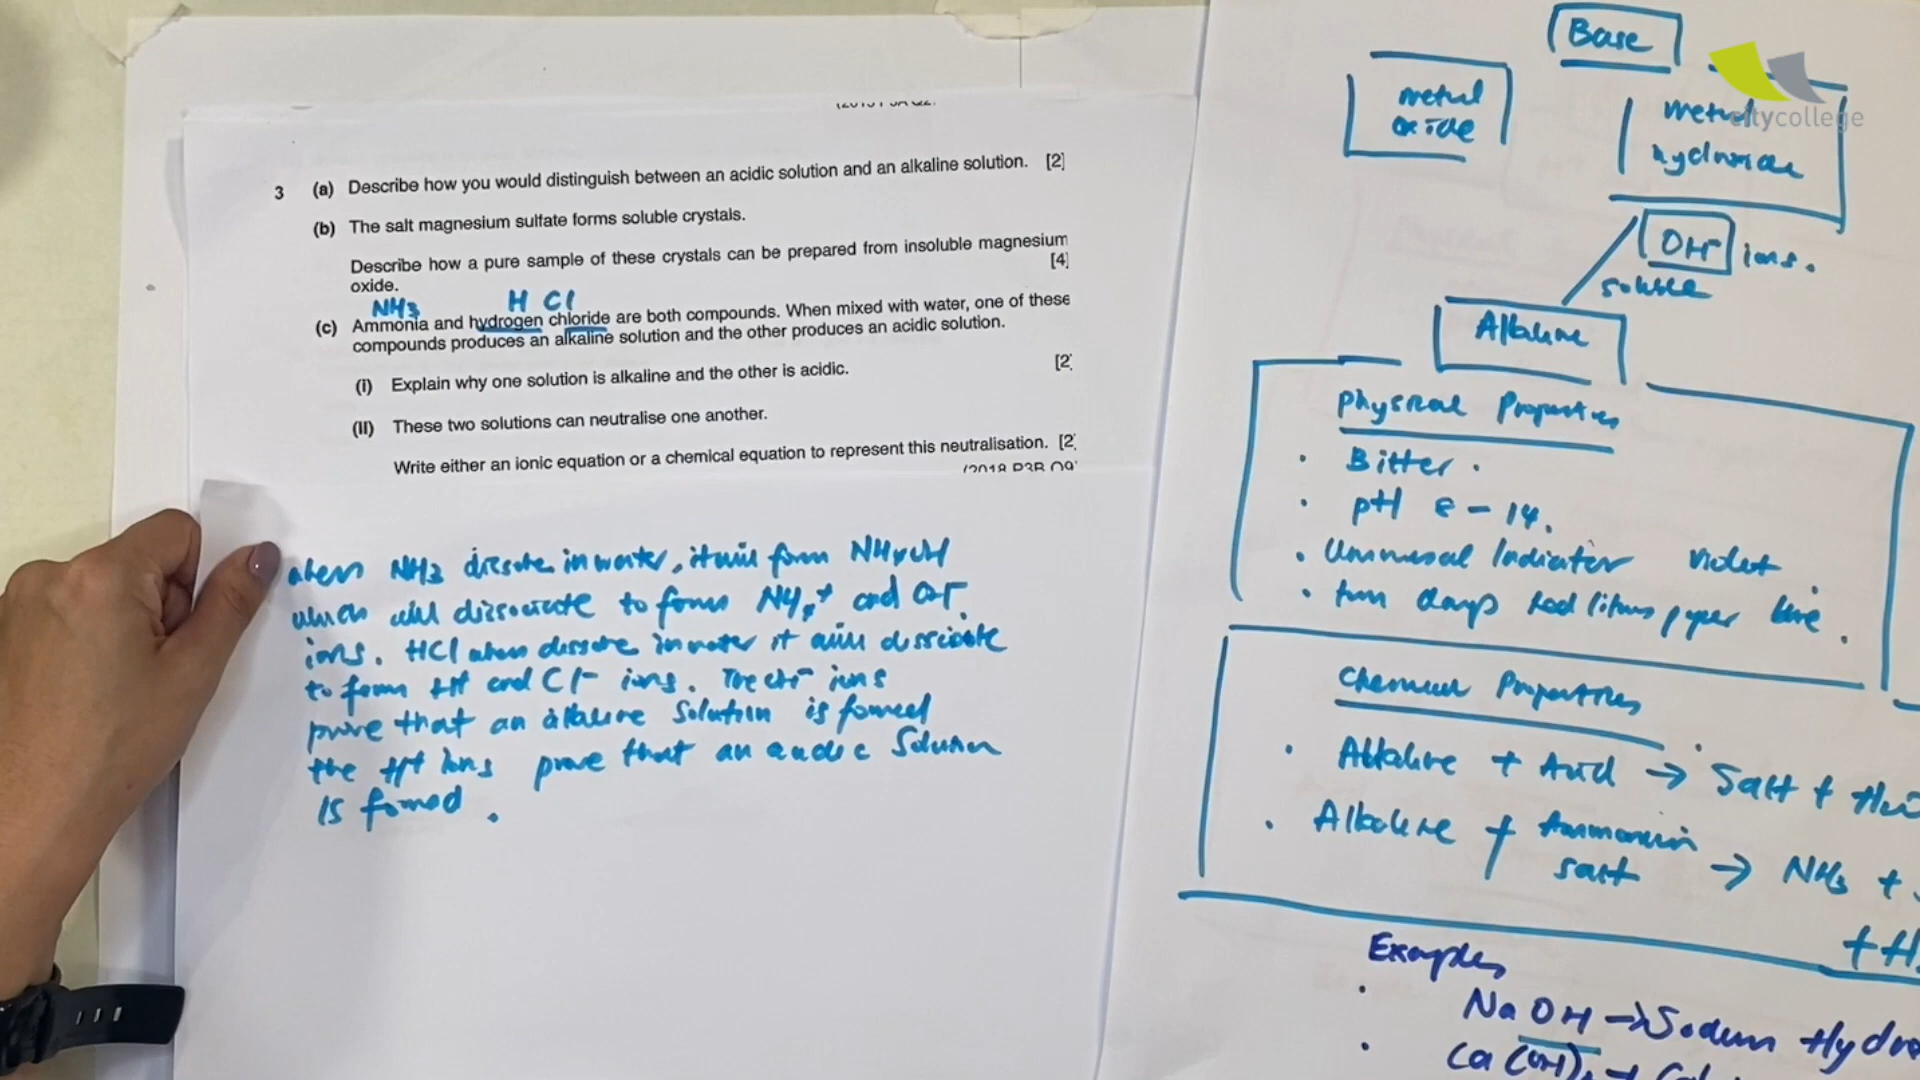 3 (a) Describe how you would distinguish between an acidic solution and an alkaline solution. [2]
(b) The salt magnesium sulfate forms soluble crystals.
Describe how a pure sample of these crystals can be prepared from insoluble magnesium
oxide. [4]
NH3 H Cl
(c) Ammonia and hydrogen chloride are both compounds. When mixed with water, one of these
compounds produces an alkaline solution and the other produces an acidic solution.
(i) Explain why one solution is alkaline and the other is acidic. [2]
(ii) These two solutions can neutralise one another.
Write either an ionic equation or a chemical equation to represent this neutralisation. [2]
(2018 P3B Q9)
when NH3 dissolve in water, it will form NH4OH
which will dissociate to form NH4+ and OH-
ions. HCl when dissolve in water it will dissociate
to form H+ and Cl- ions. The OH- ions
prove that an alkaline solution is formed
the H+ ions prove that an acidic solution
is formed.
Base
metal
oxide
metal
hydroxide
citycollege
OH- ions.
soluble
Alkaline
Physical Properties
• Bitter.
• pH 8-14.
• Universal Indicator violet.
• turn damp red litmus paper blue.
Chemical Properties
• Alkaline + Acid → Salt + H2O
• Alkaline + Ammonium
salt → NH3 +
Examples
• NaOH → Sodium Hydro
• Ca(OH)2 →